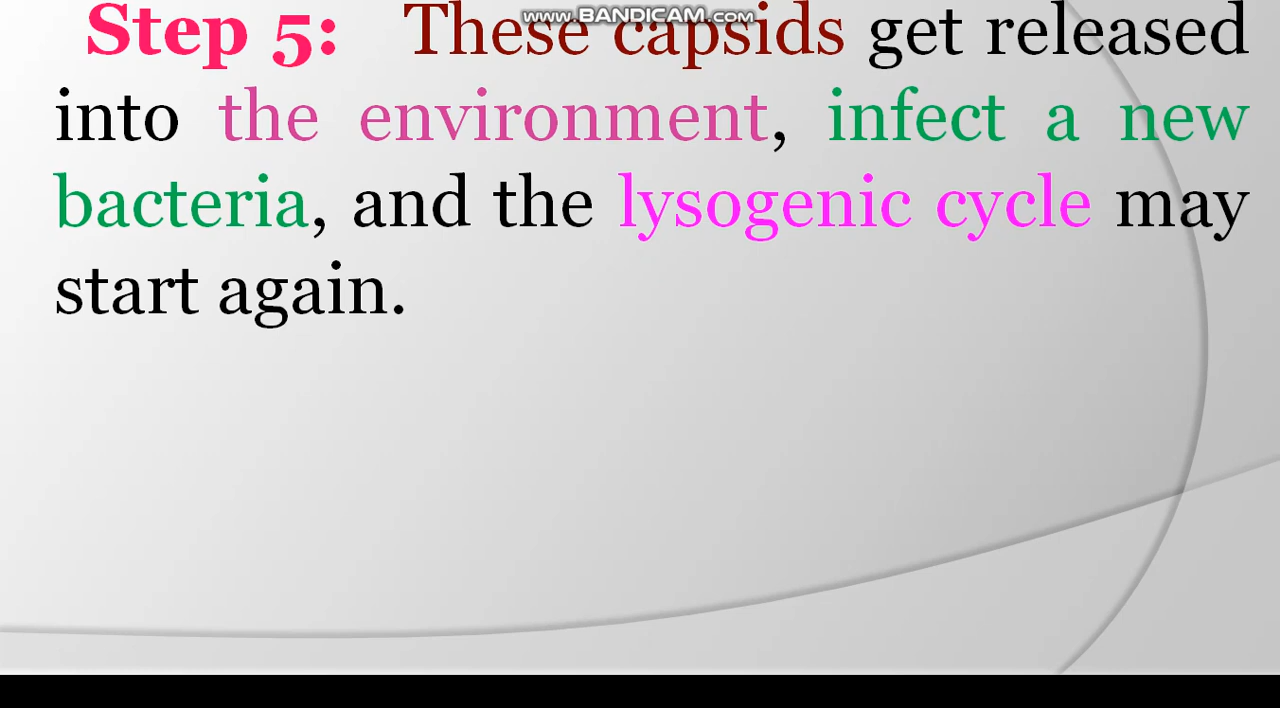 www.BANDICAM.com
Step 5: These capsids get released
into the environment, infect a new
bacteria, and the lysogenic cycle may
start again.